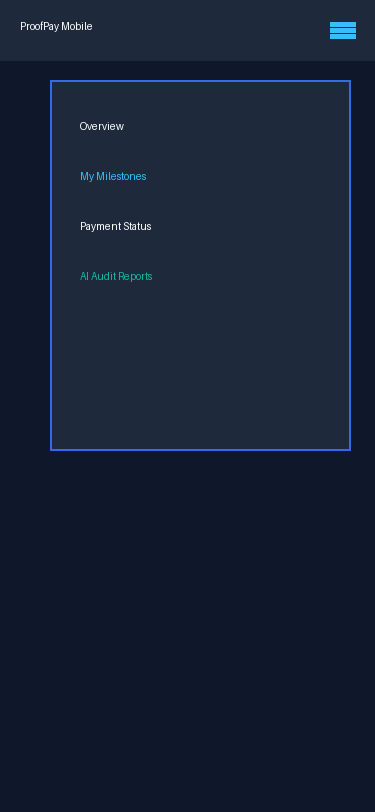 ProofPay Mobile
Overview
My Milestones
Payment Status
AI Audit Reports